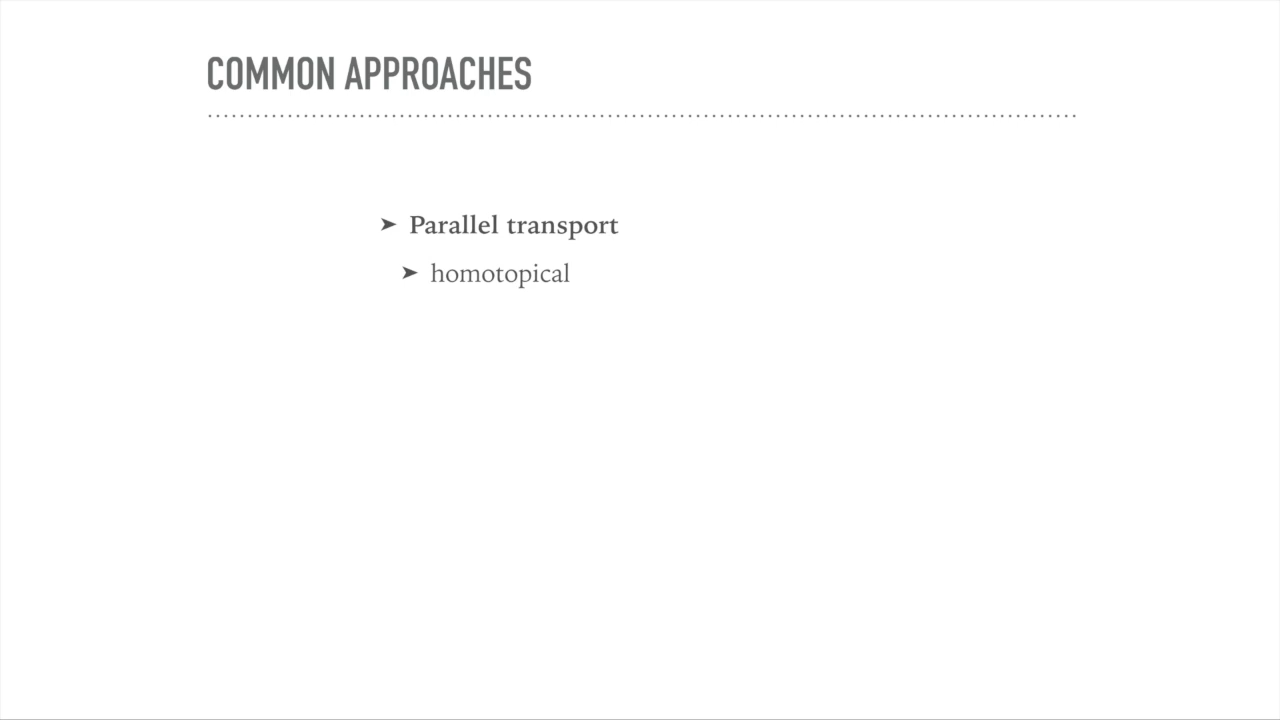 COMMON APPROACHES
➤ Parallel transport
➤ homotopical